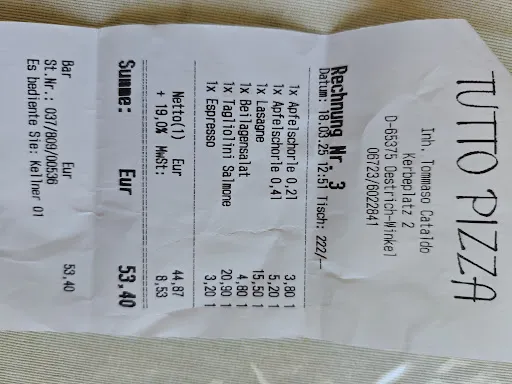 TUTTO PIZZA
Inh. Tommaso Cataldo
Kerbeplatz 2
D-65375 Oestrich-Winkel
06723/6022841
Rechnung Nr. 3
Datum: 18.03.25 12:51 Tisch: 222/--
1x Apfelschorle 0,2l 3,80 1
1x Apfelschorle 0,4l 5,20 1
1x Lasagne 15,50 1
1x Beilagensalat 4,80 1
1x Tagliolini Salmone 20,90 1
1x Espresso 3,20 1
Netto(1) Eur 44,87
+ 19,0% MwSt: 8,53
Summe: Eur 53,40
Bar Eur 53,40
St.Nr.: 037/809/00536
Es bediente Sie: Kellner 01